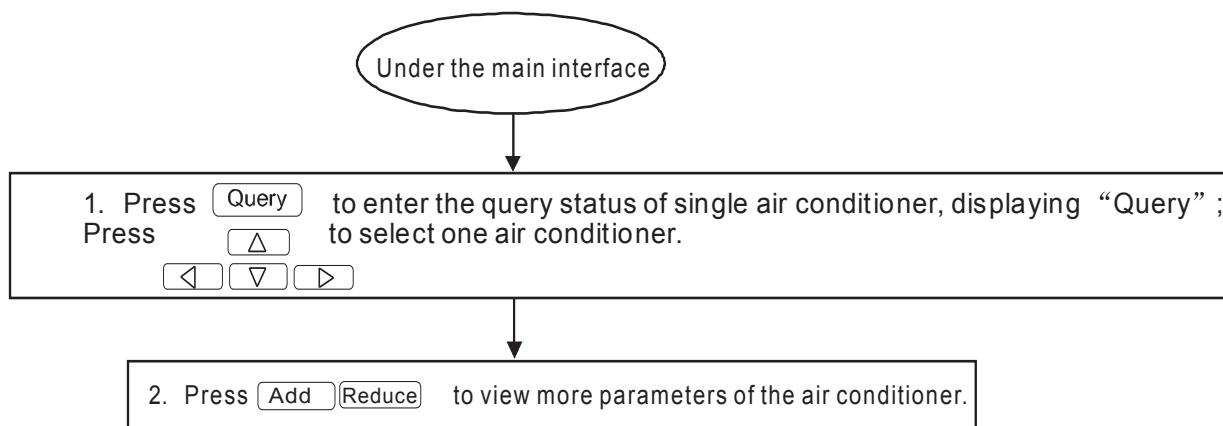 Under the main interface
1. Press Query to enter the query status of single air conditioner, displaying “Query” ;
Press △ to select one air conditioner.
◁ ▽ ▷
2. Press Add Reduce to view more parameters of the air conditioner.